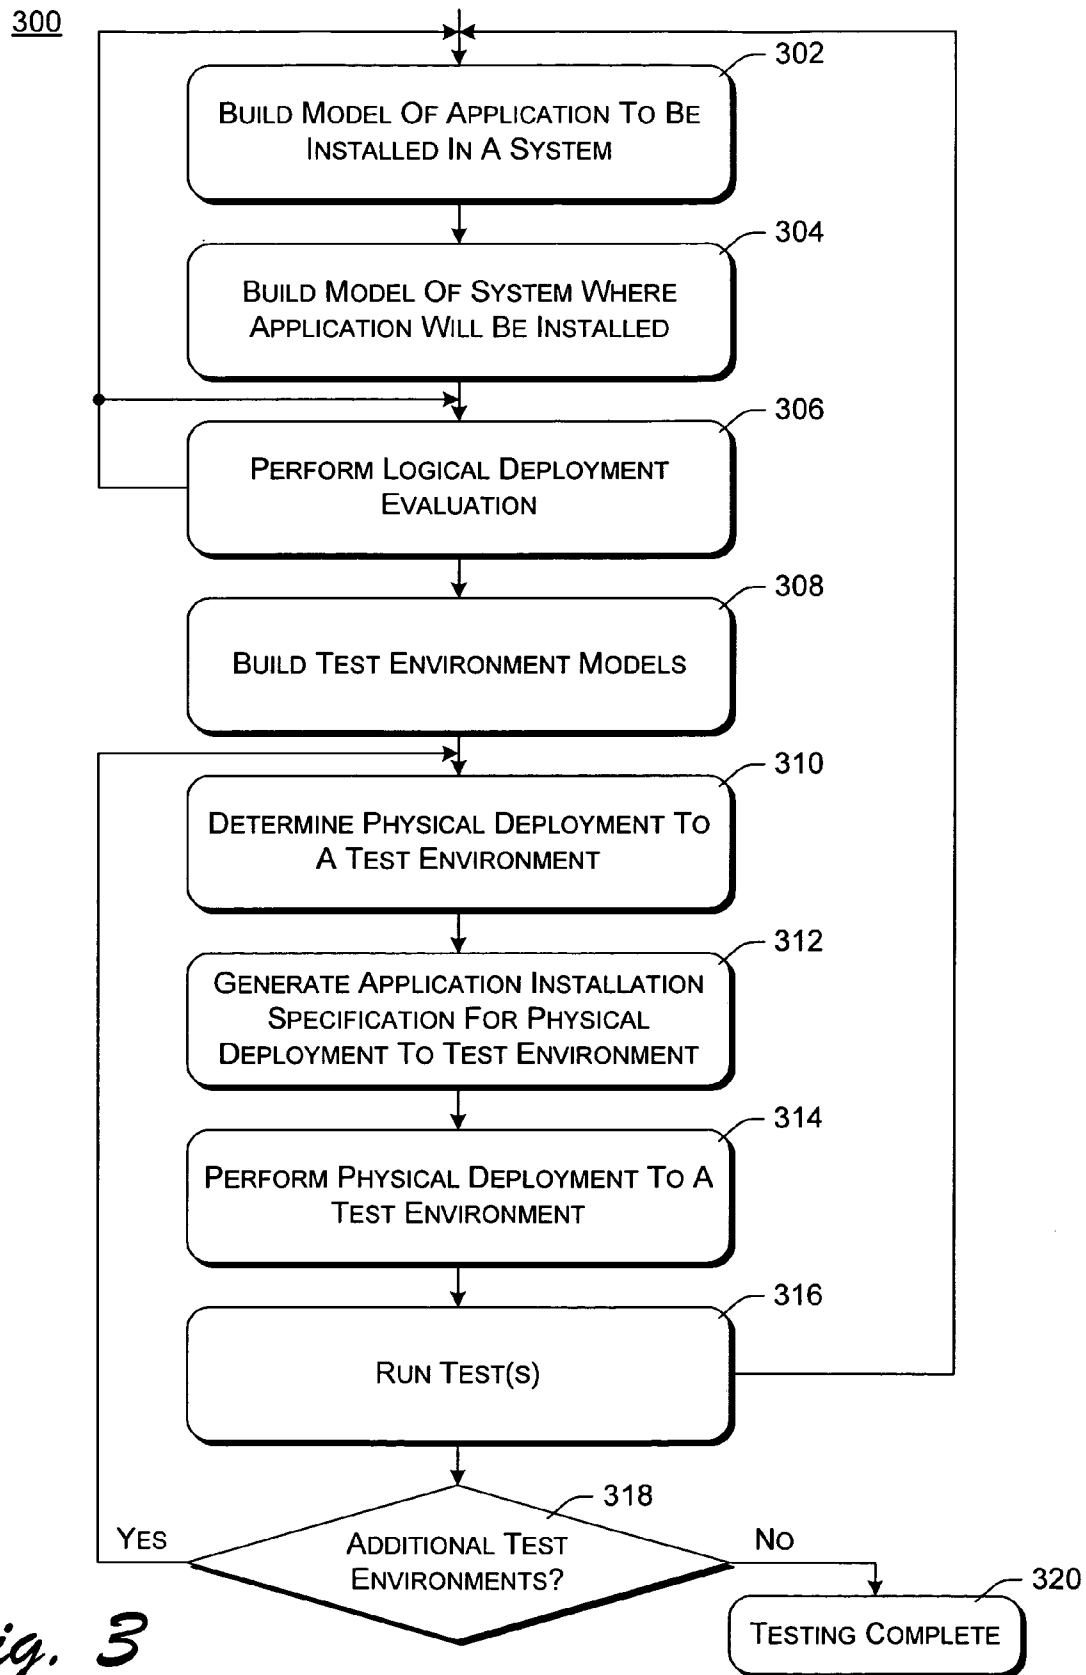 300
302
BUILD MODEL OF APPLICATION TO BE
INSTALLED IN A SYSTEM
304
BUILD MODEL OF SYSTEM WHERE
APPLICATION WILL BE INSTALLED
306
PERFORM LOGICAL DEPLOYMENT
EVALUATION
308
BUILD TEST ENVIRONMENT MODELS
310
DETERMINE PHYSICAL DEPLOYMENT TO
A TEST ENVIRONMENT
312
GENERATE APPLICATION INSTALLATION
SPECIFICATION FOR PHYSICAL
DEPLOYMENT TO TEST ENVIRONMENT
314
PERFORM PHYSICAL DEPLOYMENT TO A
TEST ENVIRONMENT
316
RUN TEST(S)
318
YES
ADDITIONAL TEST
ENVIRONMENTS?
NO
320
TESTING COMPLETE
ig. 3